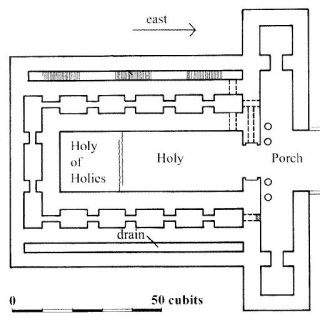 east
Holy
of
Holies
Holy
Porch
drain
0 50 cubits